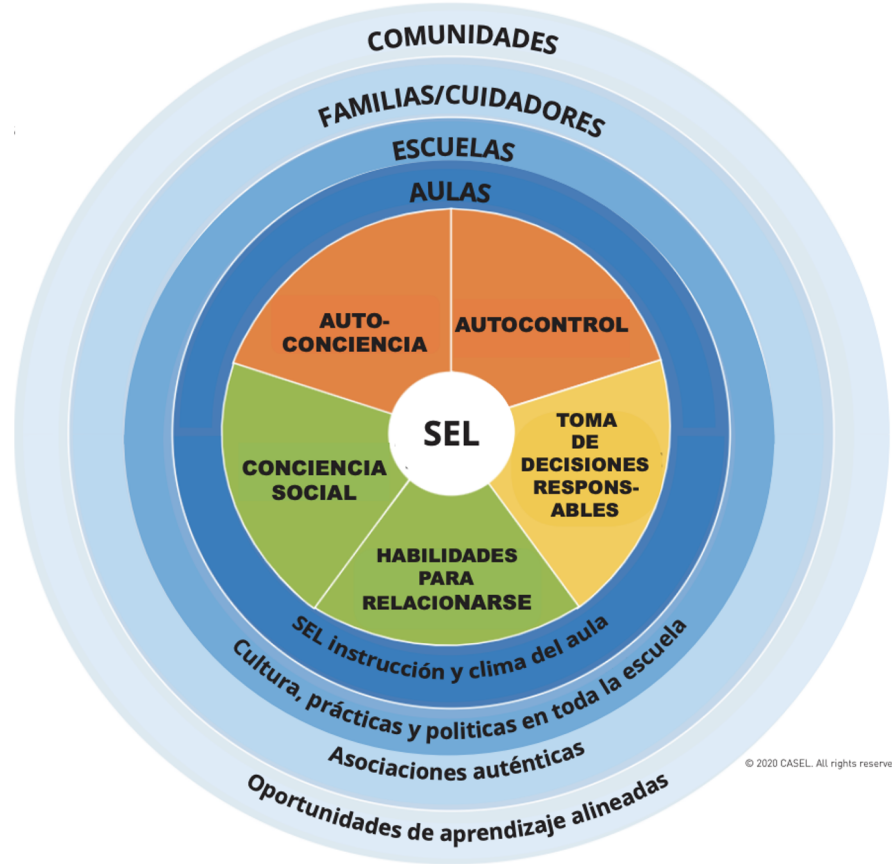 COMUNIDADES
FAMILIAS/CUIDADORES
ESCUELAS
AULAS
AUTO-
CONCIENCIA
AUTOCONTROL
SEL
TOMA
DE
DECISIONES
RESPONS-
ABLES
CONCIENCIA
SOCIAL
HABILIDADES
PARA
RELACIONARSE
SEL instrucción y clima del aula
Cultura, prácticas y politicas en toda la escuela
Asociaciones auténticas
Oportunidades de aprendizaje alineadas
© 2020 CASEL. All rights reserve